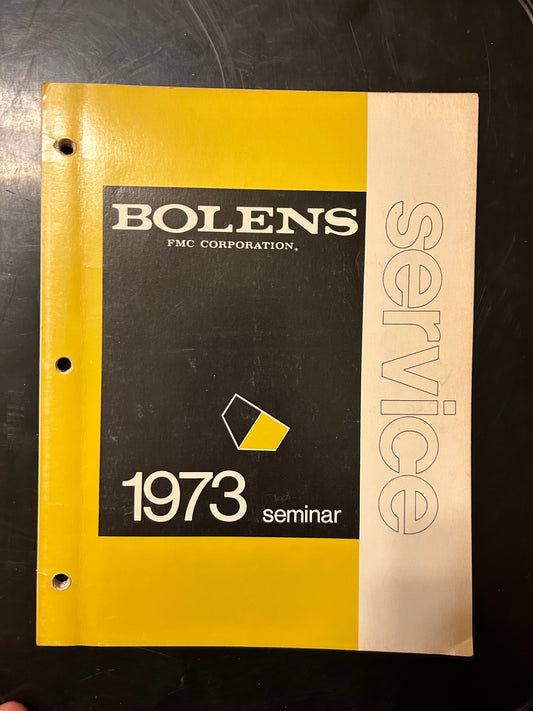 BOLENS
FMC CORPORATION®
1973 seminar
service